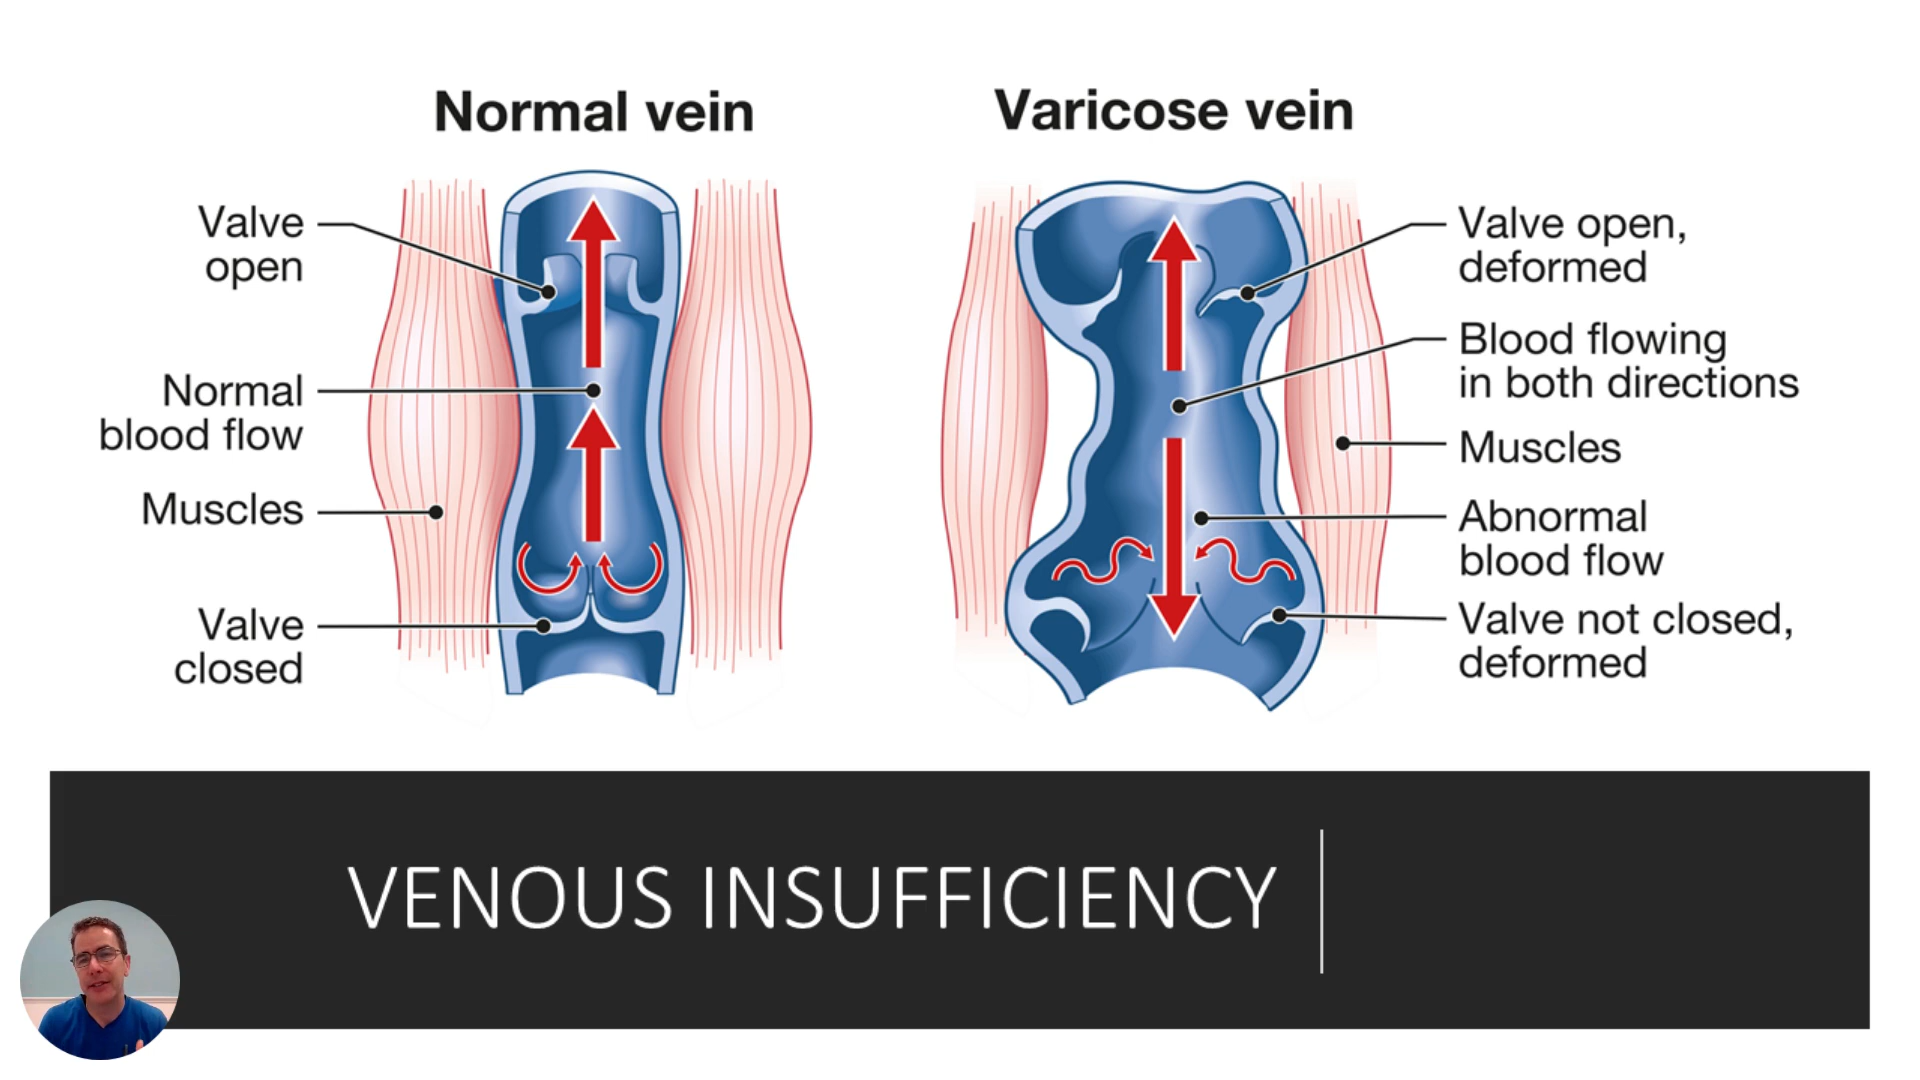 Normal vein
Valve
open
Normal
blood flow
Muscles
Valve
closed
Varicose vein
Valve open,
deformed
Blood flowing
in both directions
Muscles
Abnormal
blood flow
Valve not closed,
deformed
VENOUS INSUFFICIENCY